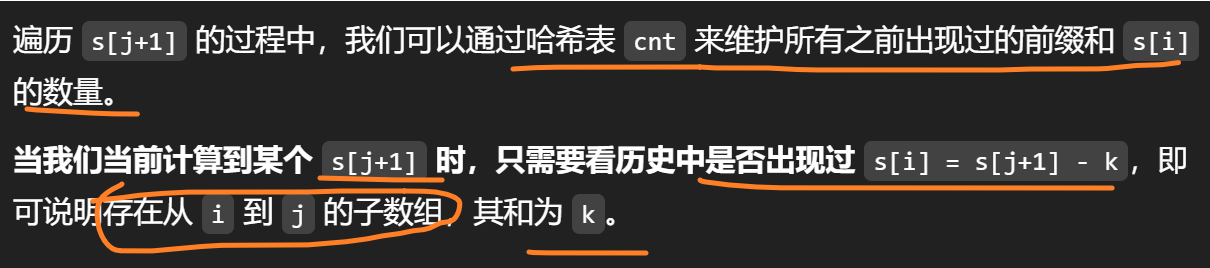 遍历 s[j+1] 的过程中，我们可以通过哈希表 cnt 来维护所有之前出现过的前缀和 s[i]
的数量。
当我们当前计算到某个 s[j+1] 时，只需要看历史中是否出现过 s[i] = s[j+1] - k，即
可说明存在从 i 到 j 的子数组，其和为 k。